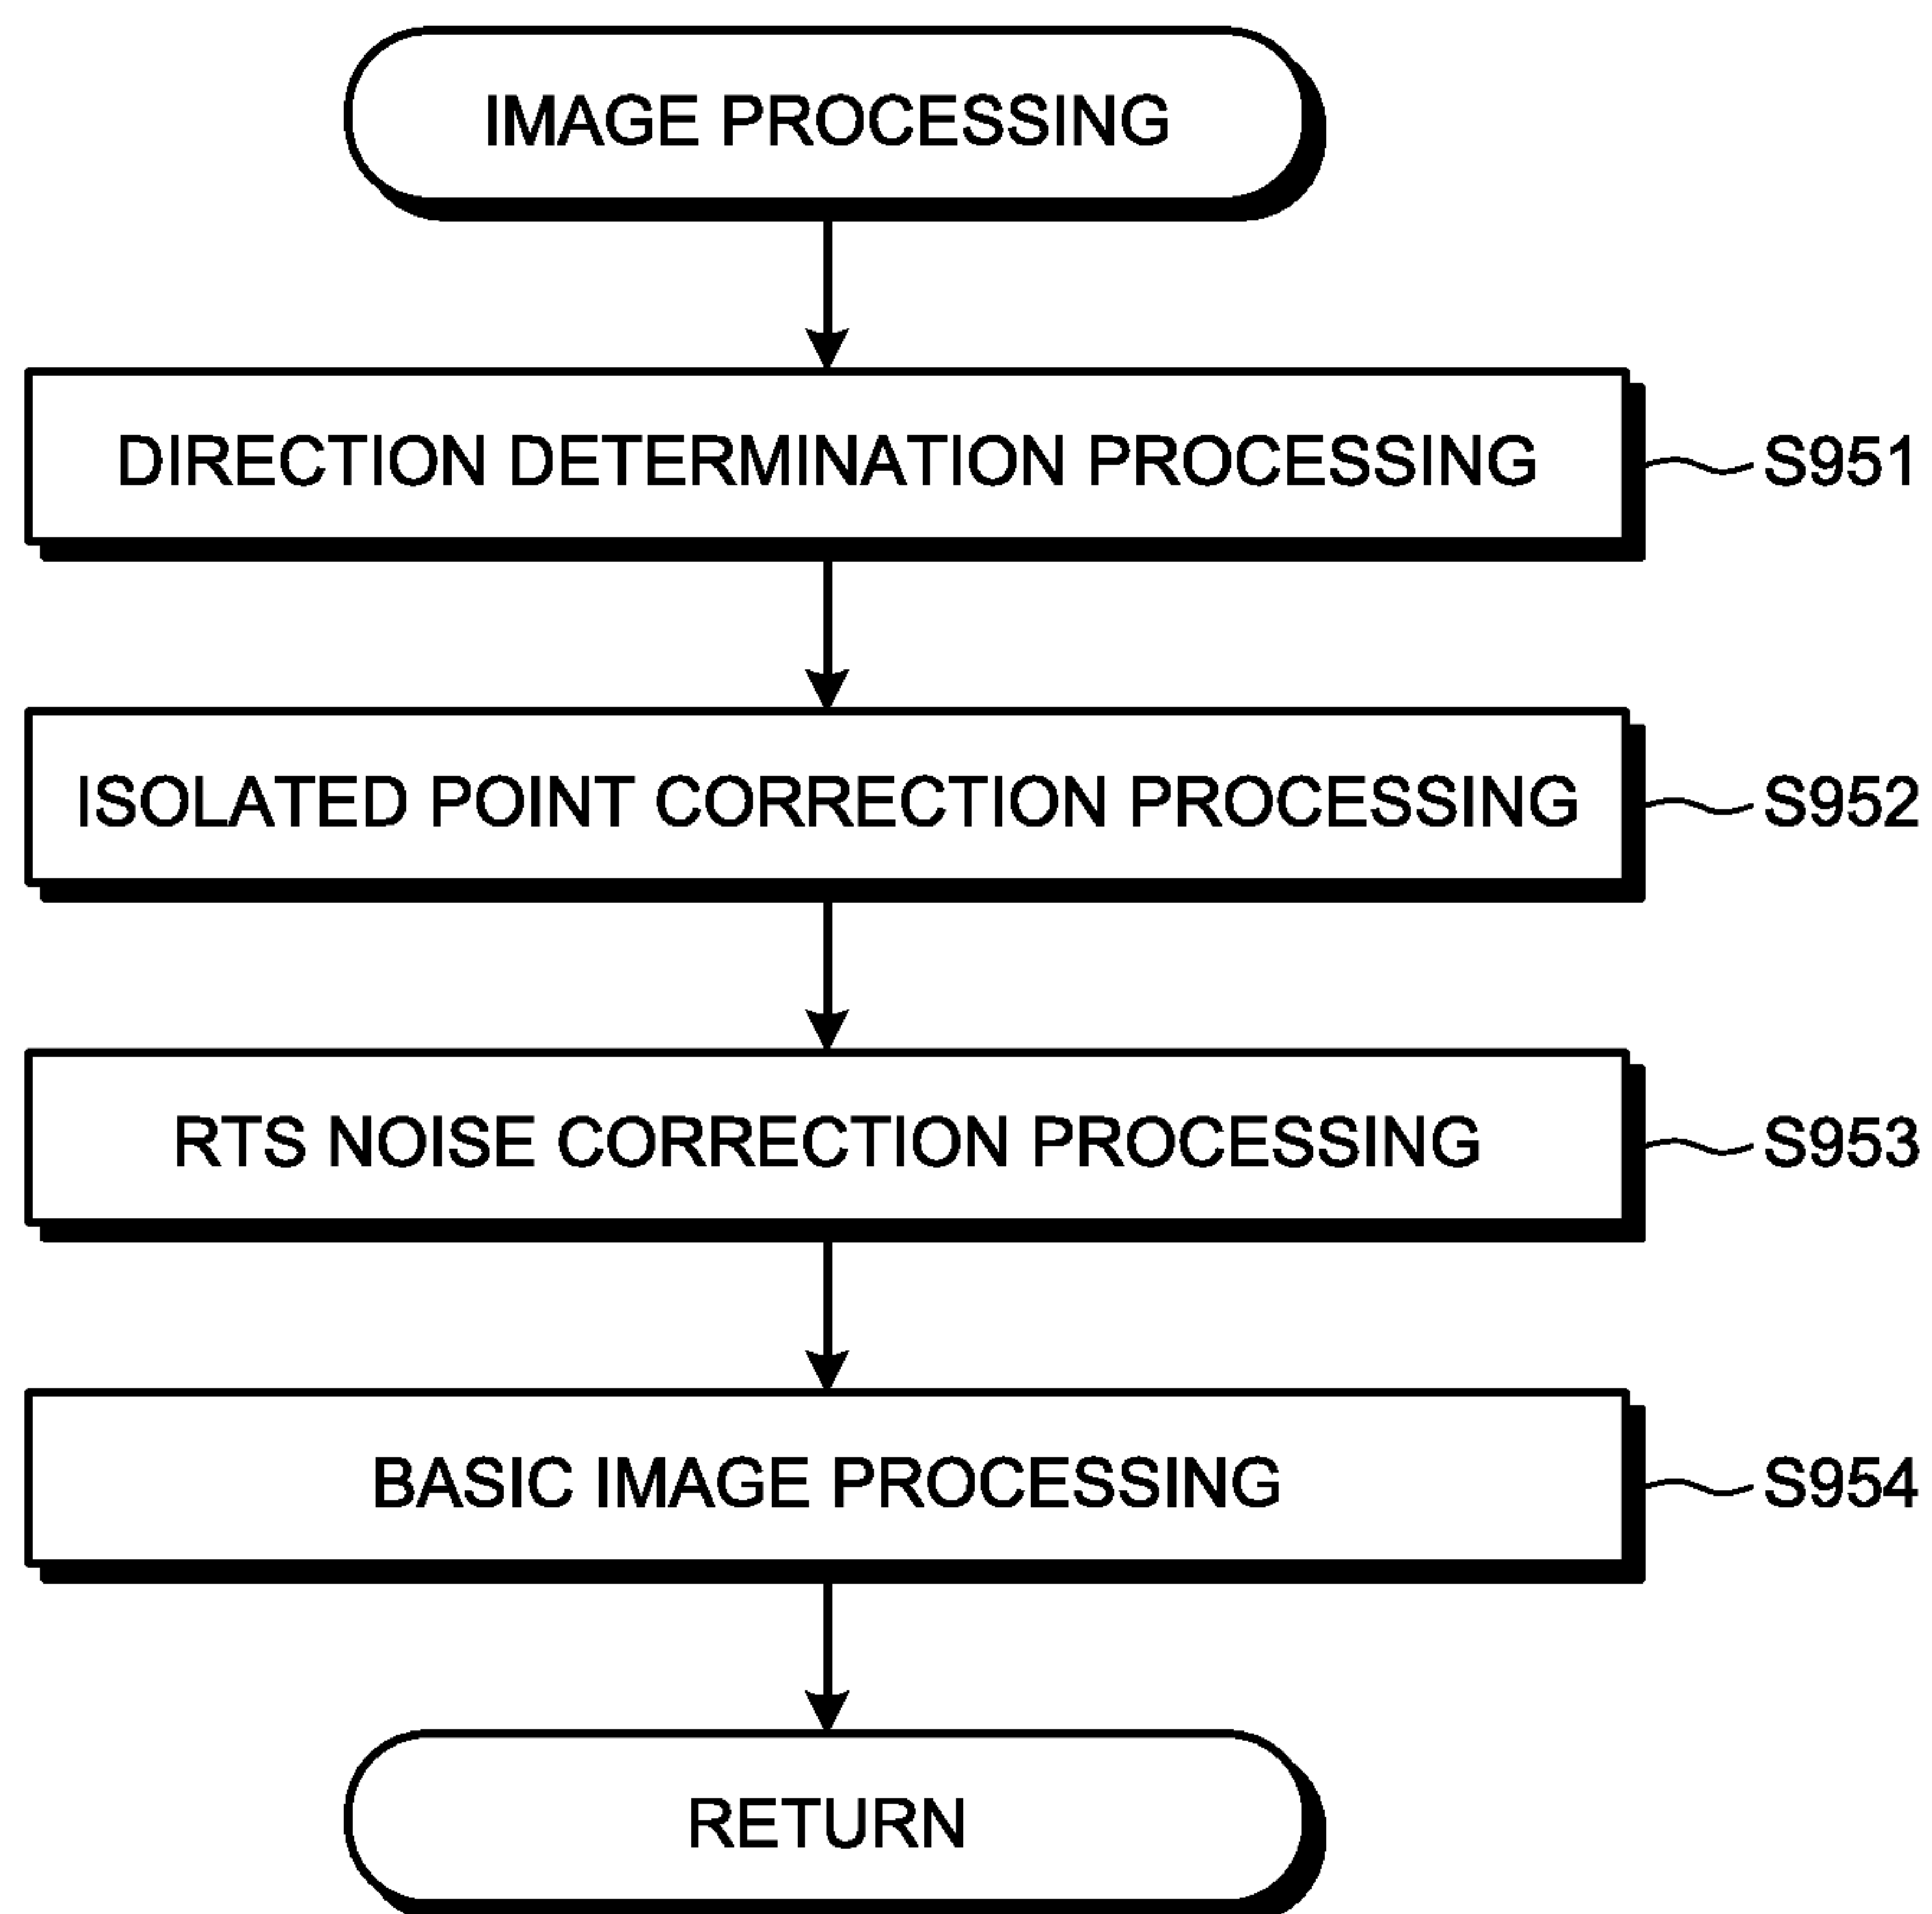 IMAGE PROCESSING
DIRECTION DETERMINATION PROCESSING S951
ISOLATED POINT CORRECTION PROCESSING S952
RTS NOISE CORRECTION PROCESSING S953
BASIC IMAGE PROCESSING S954
RETURN